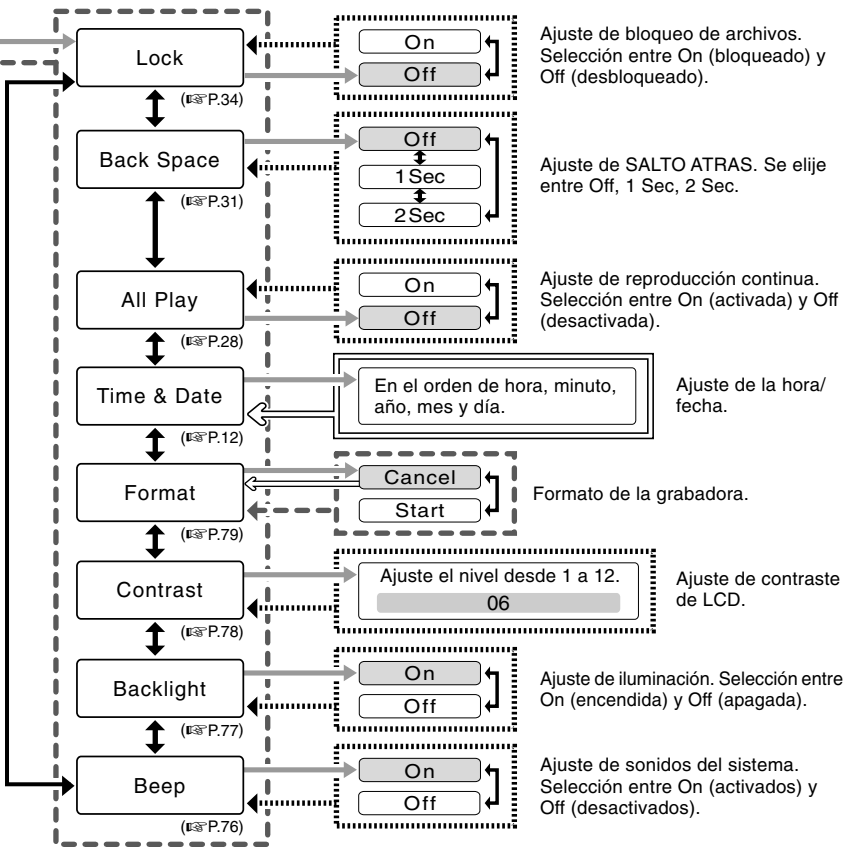 Lock
(☞P.34)
On
Off
Ajuste de bloqueo de archivos.
Selección entre On (bloqueado) y
Off (desbloqueado).
Back Space
(☞P.31)
Off
1 Sec
2 Sec
Ajuste de SALTO ATRAS. Se elije
entre Off, 1 Sec, 2 Sec.
All Play
(☞P.28)
On
Off
Ajuste de reproducción continua.
Selección entre On (activada) y Off
(desactivada).
Time & Date
(☞P.12)
En el orden de hora, minuto,
año, mes y día.
Ajuste de la hora/
fecha.
Format
(☞P.79)
Cancel
Start
Formato de la grabadora.
Contrast
(☞P.78)
Ajuste el nivel desde 1 a 12.
06
Ajuste de contraste
de LCD.
Backlight
(☞P.77)
On
Off
Ajuste de iluminación. Selección entre
On (encendida) y Off (apagada).
Beep
(☞P.76)
On
Off
Ajuste de sonidos del sistema.
Selección entre On (activados) y
Off (desactivados).